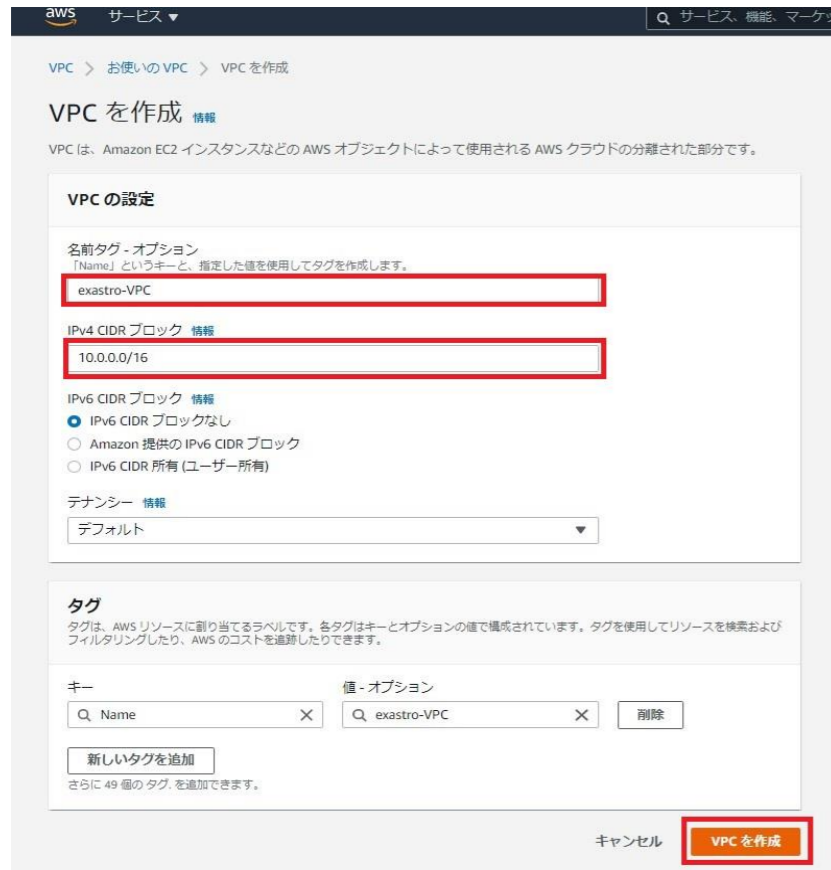 aws サービス ▼ サービス、機能、マーケッ
VPC > お使いの VPC > VPC を作成
VPC を作成 情報
VPC は、Amazon EC2 インスタンスなどの AWS オブジェクトによって使用される AWS クラウドの分離された部分です。
VPC の設定
名前タグ - オプション
「Name」というキーと、指定した値を使用してタグを作成します。
exastro-VPC
IPv4 CIDR ブロック 情報
10.0.0.0/16
IPv6 CIDR ブロック 情報
IPv6 CIDR ブロックなし
Amazon 提供の IPv6 CIDR ブロック
IPv6 CIDR 所有 (ユーザー所有)
テナンシー 情報
デフォルト
タグ
タグは、AWS リソースに割り当てるラベルです。各タグはキーとオプションの値で構成されています。タグを使用してリソースを検索および
フィルタリングしたり、AWS のコストを追跡したりできます。
キー 値 - オプション
Name exastro-VPC 削除
新しいタグを追加
さらに 49 個の タグ. を追加できます。
キャンセル VPC を作成